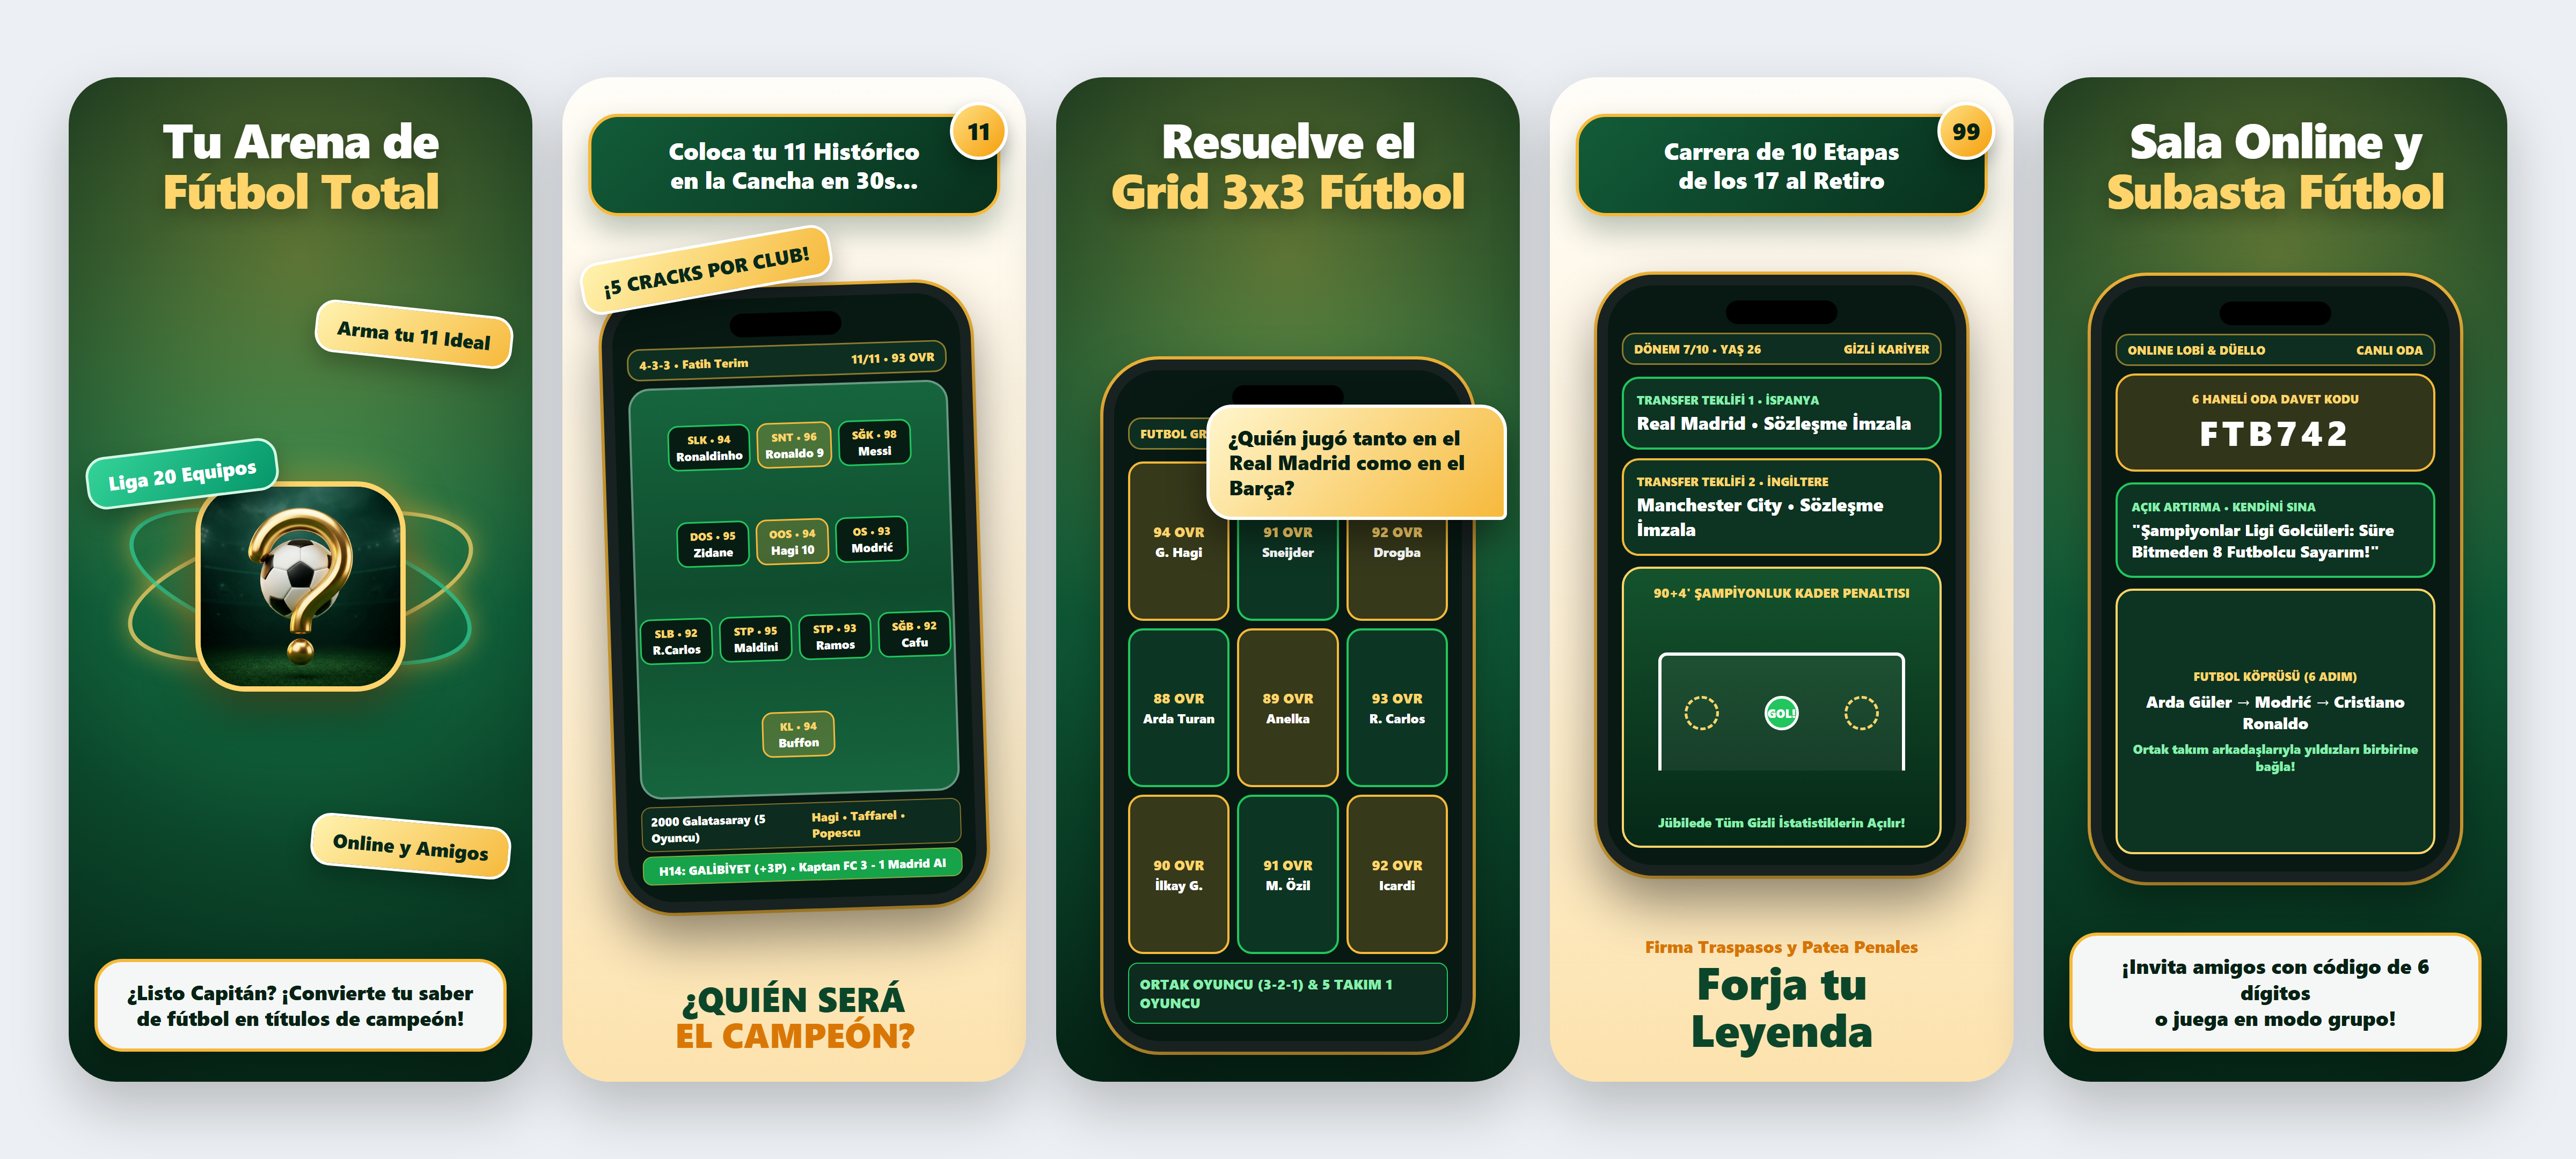 Tu Arena de
Fútbol Total
Arma tu 11 Ideal
Liga 20 Equipos
Online y Amigos
¿Listo Capitán? ¡Convierte tu saber
de fútbol en títulos de campeón!
11
Coloca tu 11 Histórico
en la Cancha en 30s...
¡5 CRACKS POR CLUB!
4-3-3 • Fatih Terim
11/11 • 93 OVR
SLK • 94
Ronaldinho
SNT • 96
Ronaldo 9
SĞK • 98
Messi
DOS • 95
Zidane
OOS • 94
Hagi 10
OS • 93
Modrić
SLB • 92
R.Carlos
STP • 95
Maldini
STP • 93
Ramos
SĞB • 92
Cafu
KL • 94
Buffon
2000 Galatasaray (5
Oyuncu)
Hagi • Taffarel •
Popescu
H14: GALİBİYET (+3P) • Kaptan FC 3 - 1 Madrid AI
¿QUIÉN SERÁ
EL CAMPEÓN?
Resuelve el
Grid 3x3 Fútbol
FUTBOL GR
¿Quién jugó tanto en el
Real Madrid como en el
Barça?
94 OVR
G. Hagi
91 OVR
Sneijder
92 OVR
Drogba
88 OVR
Arda Turan
89 OVR
Anelka
93 OVR
R. Carlos
90 OVR
İlkay G.
91 OVR
M. Özil
92 OVR
Icardi
ORTAK OYUNCU (3-2-1) & 5 TAKIM 1
OYUNCU
99
Carrera de 10 Etapas
de los 17 al Retiro
DÖNEM 7/10 • YAŞ 26
GİZLİ KARİYER
TRANSFER TEKLİFİ 1 • İSPANYA
Real Madrid • Sözleşme İmzala
TRANSFER TEKLİFİ 2 • İNGİLTERE
Manchester City • Sözleşme
İmzala
90+4' ŞAMPİYONLUK KADER PENALTISI
GOL!
Jübilede Tüm Gizli İstatistiklerin Açılır!
Firma Traspasos y Patea Penales
Forja tu
Leyenda
Sala Online y
Subasta Fútbol
ONLINE LOBİ & DÜELLO
CANLI ODA
6 HANELİ ODA DAVET KODU
FTB742
AÇIK ARTIRMA • KENDİNİ SINA
"Şampiyonlar Ligi Golcüleri: Süre
Bitmeden 8 Futbolcu Sayarım!"
FUTBOL KÖPRÜSÜ (6 ADIM)
Arda Güler → Modrić → Cristiano
Ronaldo
Ortak takım arkadaşlarıyla yıldızları birbirine
bağla!
¡Invita amigos con código de 6
dígitos
o juega en modo grupo!